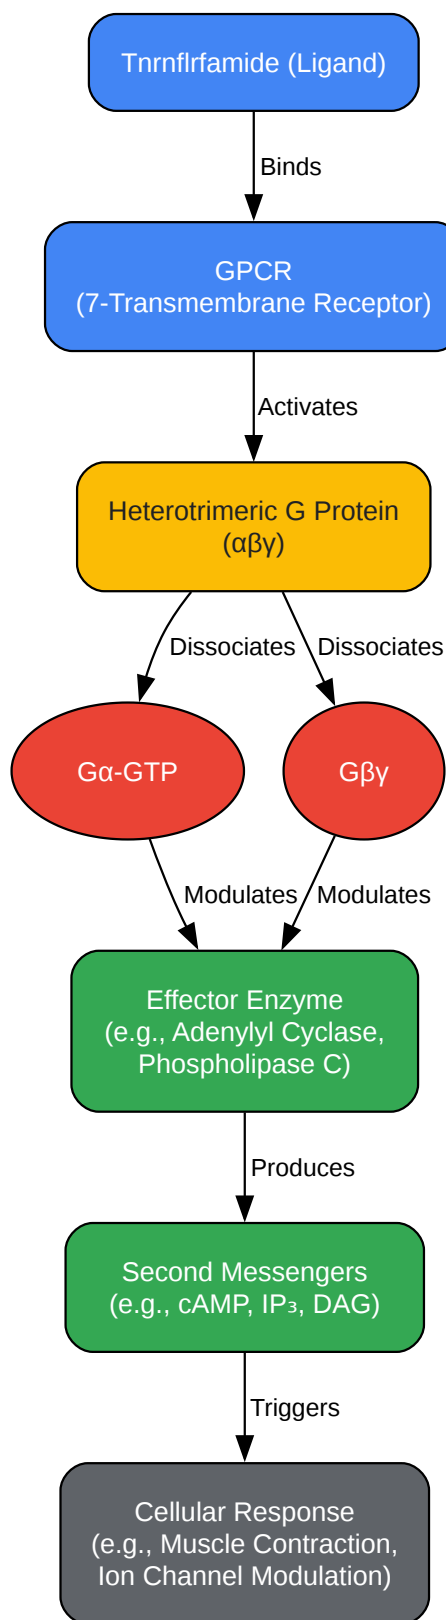 Tnrnflrfamide (Ligand)
Binds
GPCR
(7-Transmembrane Receptor)
Activates
Heterotrimeric G Protein
(αβγ)
Dissociates
Dissociates
Gα-GTP
Gβγ
Modulates
Modulates
Effector Enzyme
(e.g., Adenylyl Cyclase,
Phospholipase C)
Produces
Second Messengers
(e.g., cAMP, IP₃, DAG)
Triggers
Cellular Response
(e.g., Muscle Contraction,
Ion Channel Modulation)